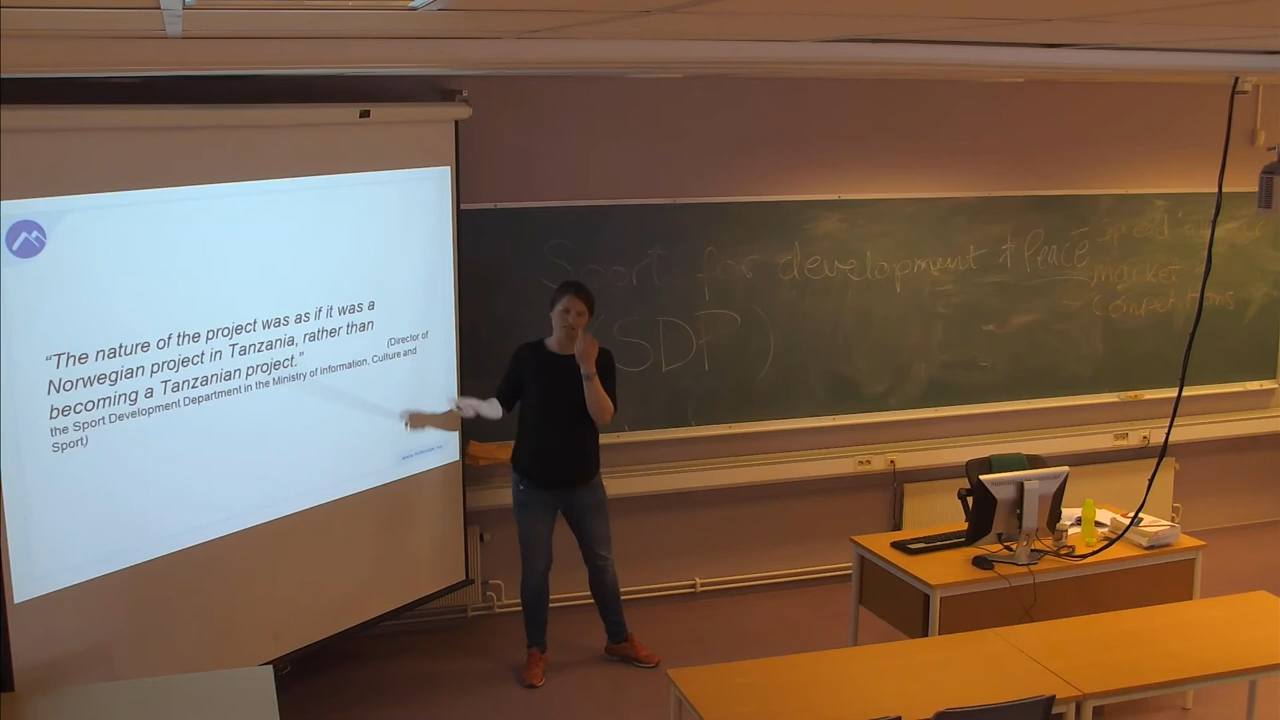 “The nature of the project was as if it was a
Norwegian project in Tanzania, rather than
becoming a Tanzanian project.” (Director of
the Sport Development Department in the Ministry of Information, Culture and
Sport)
Sport for development + Peace
(SDP)
Spread
market
Competitions